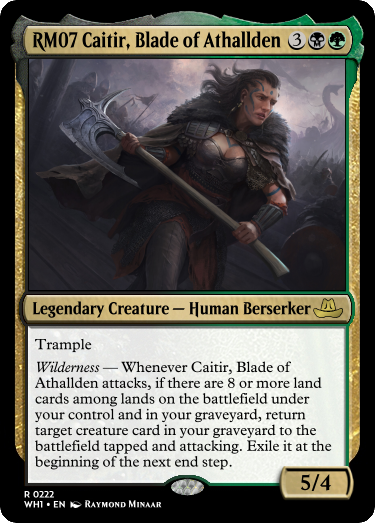 RM07 Caitir, Blade of Athallden 3
Legendary Creature — Human Berserker
Trample
Wilderness — Whenever Caitir, Blade of
Athallden attacks, if there are 8 or more land
cards among lands on the battlefield under
your control and in your graveyard, return
target creature card in your graveyard to the
battlefield tapped and attacking. Exile it at the
beginning of the next end step.
5/4
R 0222
WH1 • EN Raymond Minaar